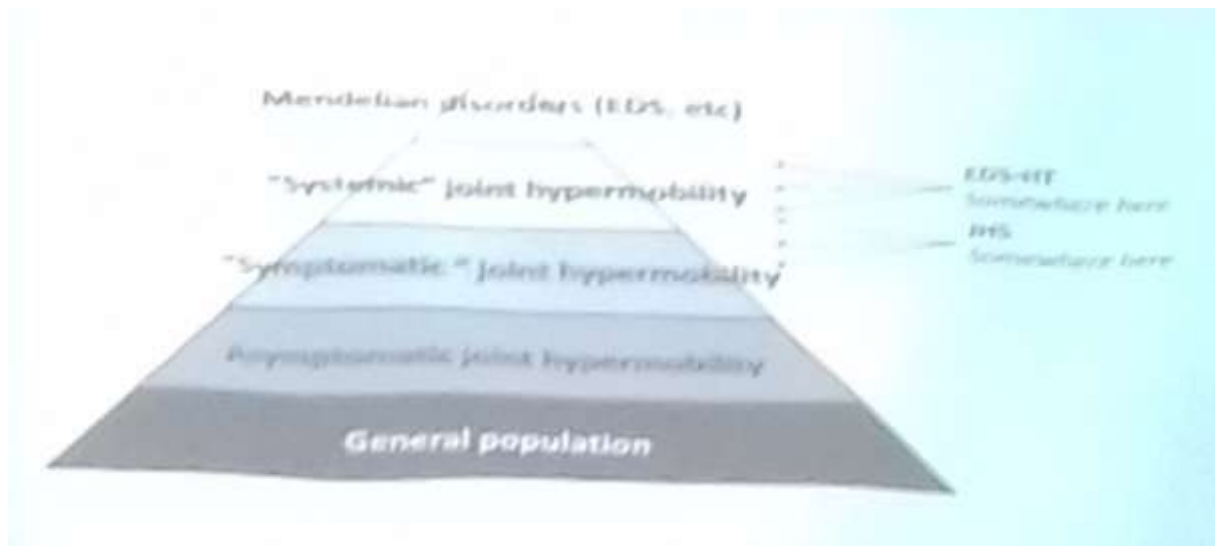 Mendelian disorders (EDS, etc)
"Systemic" joint hypermobility
EDS-HT
Somewhere here
JHS
Somewhere here
"Symptomatic " joint hypermobility
Asymptomatic joint hypermobility
General population